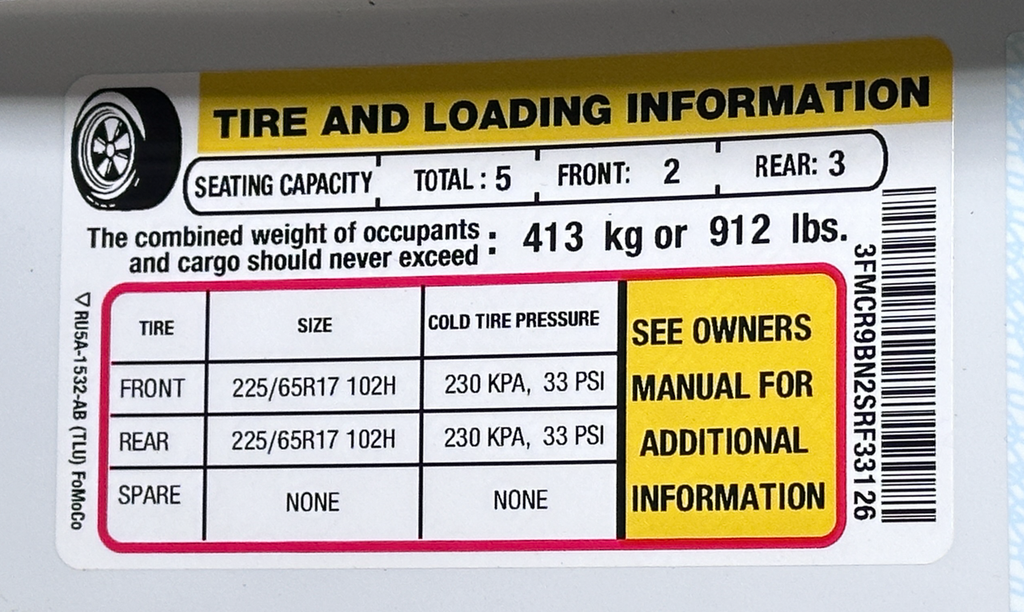 TIRE AND LOADING INFORMATION
SEATING CAPACITY TOTAL : 5 FRONT: 2 REAR: 3
The combined weight of occupants and cargo should never exceed : 413 kg or 912 lbs.
TIRE SIZE COLD TIRE PRESSURE
FRONT 225/65R17 102H 230 KPA, 33 PSI
REAR 225/65R17 102H 230 KPA, 33 PSI
SPARE NONE NONE
SEE OWNERS
MANUAL FOR
ADDITIONAL
INFORMATION
3FMCR9BN2SRF33126
▽RU5A-1532-AB (TLU) FoMoCo